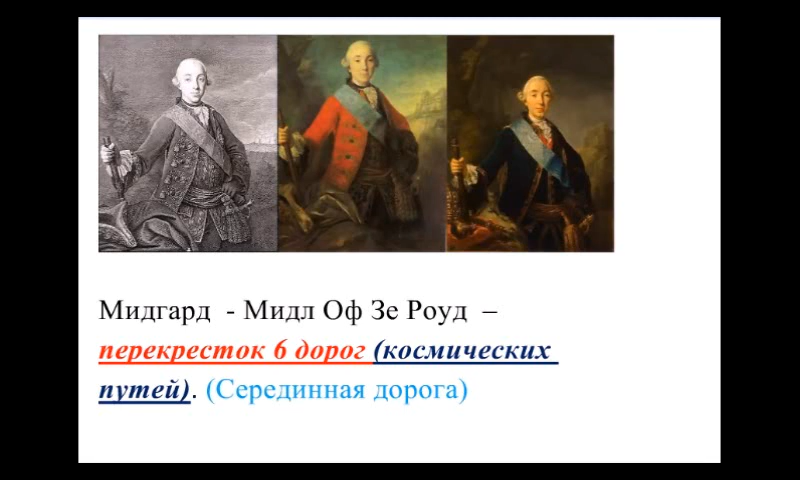 Мидгард - Мидл Оф Зе Роуд –
перекресток 6 дорог (космических
путей). (Серединная дорога)